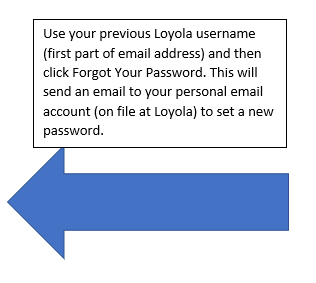 Use your previous Loyola username
(first part of email address) and then
click Forgot Your Password. This will
send an email to your personal email
account (on file at Loyola) to set a new
password.